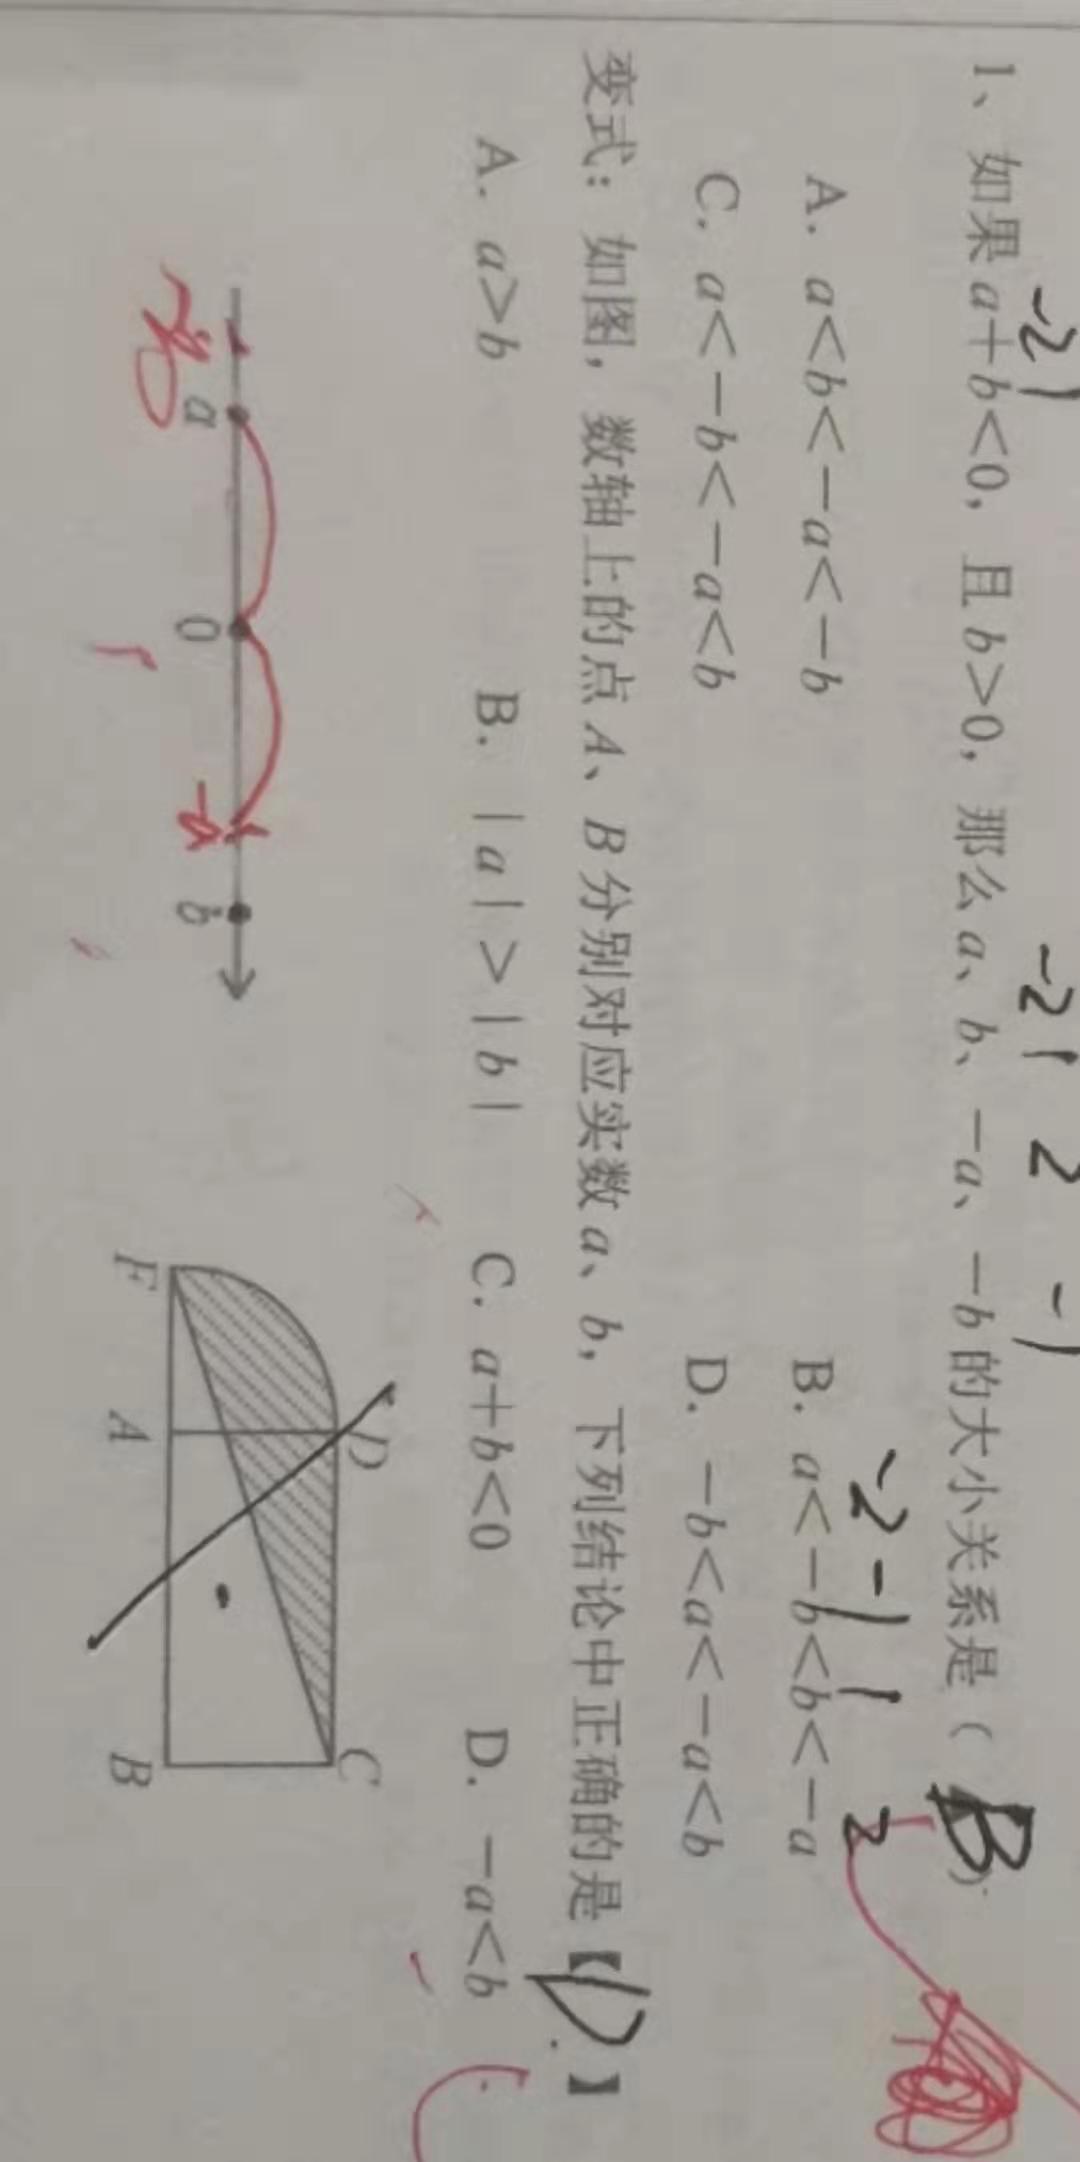 -2 1 -2 1 2 -1
1、如果 a+b<0，且 b>0，那么 a、b、-a、-b 的大小关系是（ B ）
-2 -1 1 2
A. a<b<-a<-b B. a<-b<b<-a
C. a<-b<-a<b D. -b<a<-a<b
变式：如图，数轴上的点 A、B 分别对应实数 a、b，下列结论中正确的是【D.】
A. a>b B. |a|>|b| C. a+b<0 D. -a<b
D C
a 0 -a b
F A B